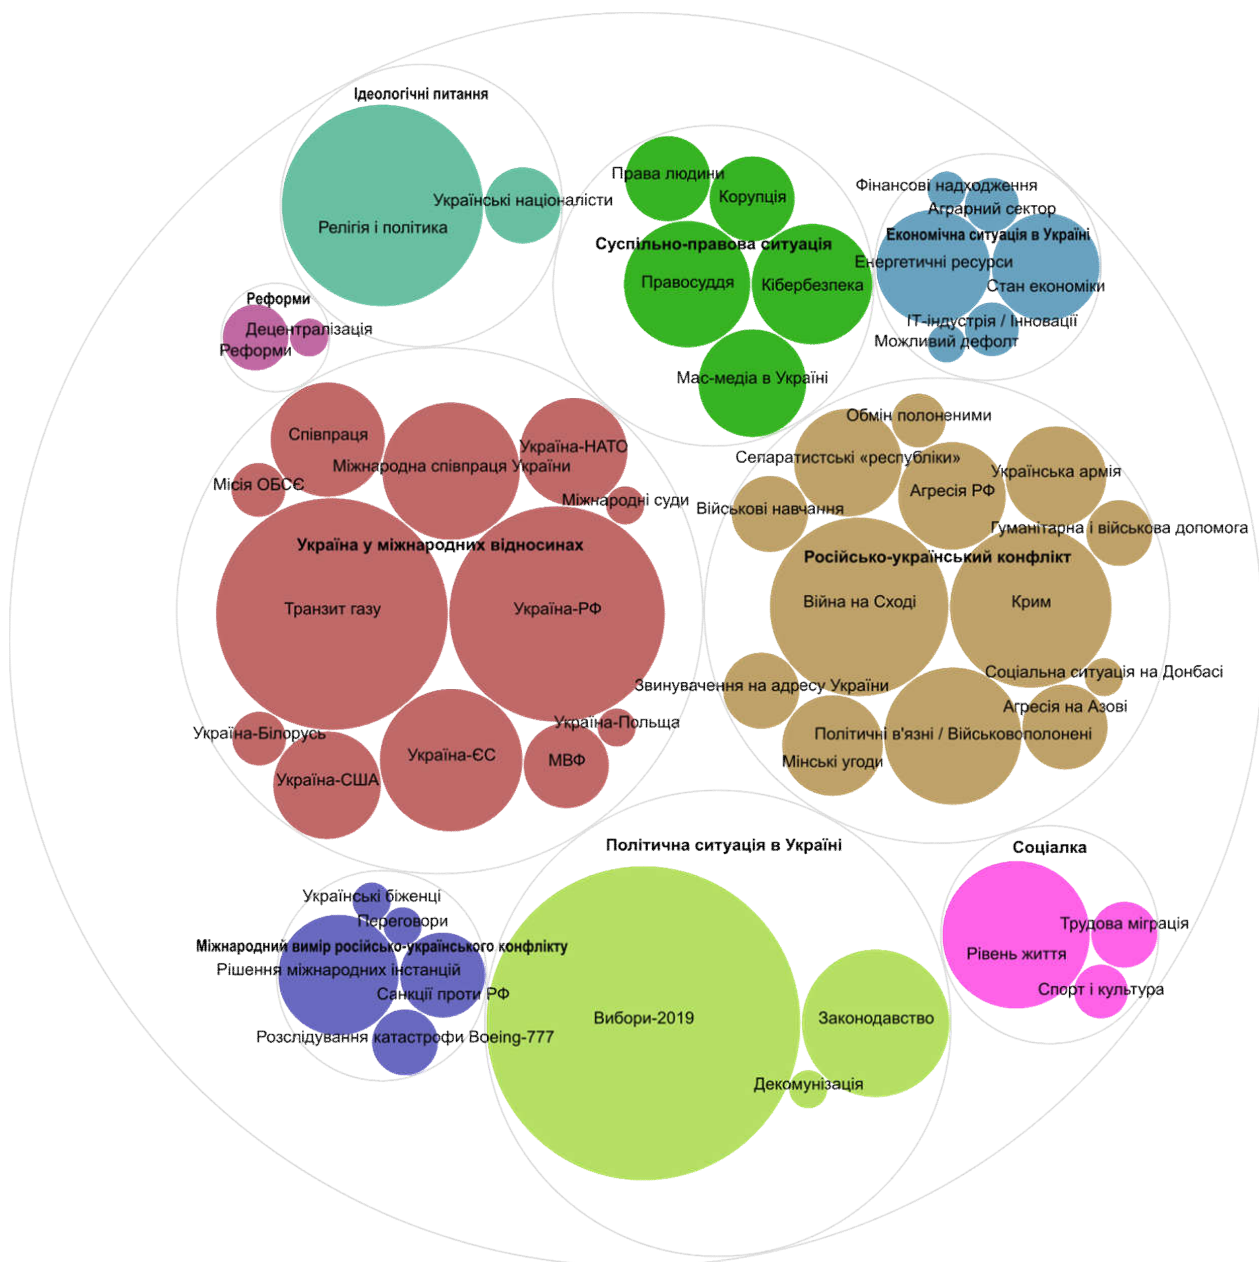 Ідеологічні питання
Релігія і політика
Українські націоналісти
Реформи
Децентралізація
Реформи
Права людини
Корупція
Суспільно-правова ситуація
Правосуддя
Кібербезпека
Мас-медіа в Україні
Фінансові надходження
Аграрний сектор
Економічна ситуація в Україні
Енергетичні ресурси
Стан економіки
ІТ-індустрія / Інновації
Можливий дефолт
Співпраця
Міжнародна співпраця України
Україна-НАТО
Місія ОБСЄ
Міжнародні суди
Україна у міжнародних відносинах
Транзит газу
Україна-РФ
Україна-Білорусь
Україна-Польща
Україна-США
Україна-ЄС
МВФ
Обмін полоненими
Сепаратистські «республіки»
Українська армія
Агресія РФ
Військові навчання
Гуманітарна і військова допомога
Російсько-український конфлікт
Війна на Сході
Крим
Соціальна ситуація на Донбасі
Звинувачення на адресу України
Агресія на Азові
Політичні в'язні / Військовополонені
Мінські угоди
Українські біженці
Переговори
Міжнародний вимір російсько-українського конфлікту
Рішення міжнародних інстанцій
Санкції проти РФ
Розслідування катастрофи Boeing-777
Політична ситуація в Україні
Вибори-2019
Законодавство
Декомунізація
Соціалка
Трудова міграція
Рівень життя
Спорт і культура